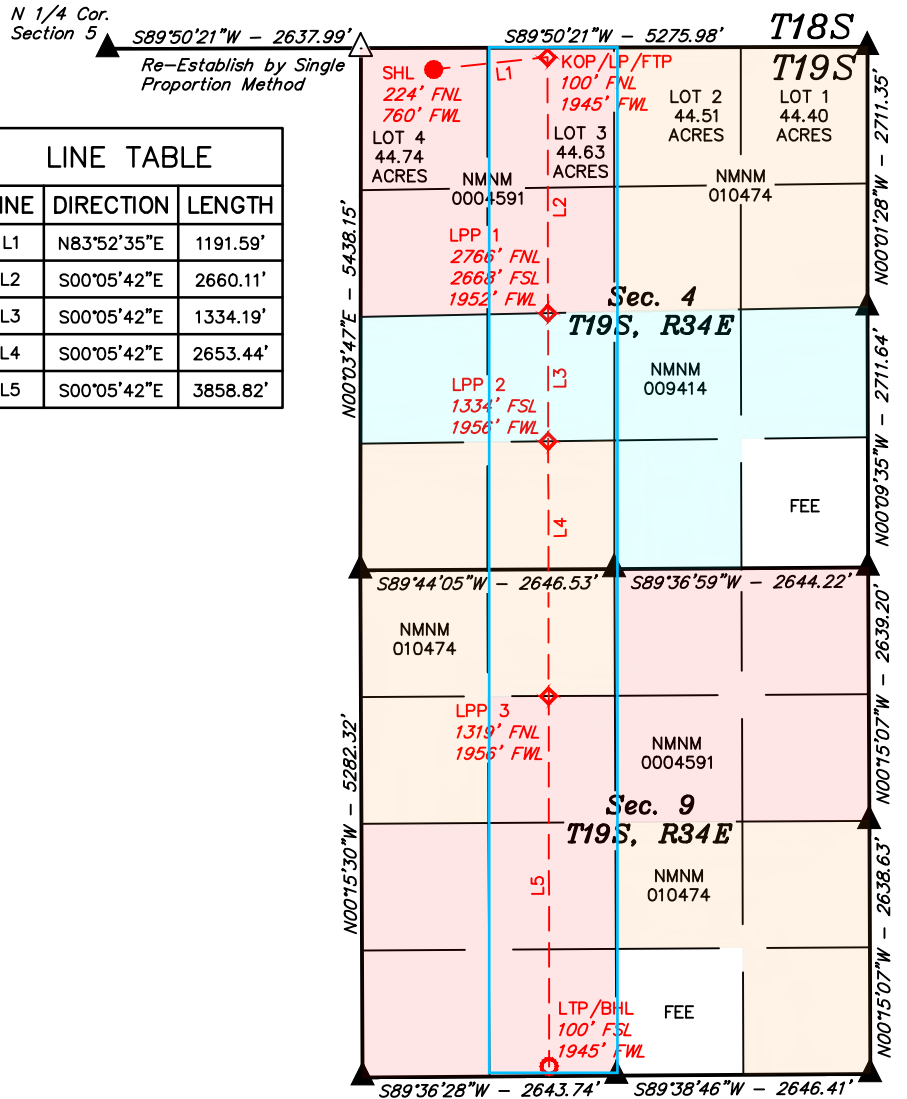 N 1/4 Cor.
Section 5
S89°50'21"W - 2637.99'
S89°50'21"W - 5275.98'
T18S
T19S
Re-Establish by Single
Proportion Method
SHL
224' FNL
760' FWL
L1
KOP/LP/FTP
100' FNL
1945' FWL
LOT 4
44.74
ACRES
LOT 3
44.63
ACRES
LOT 2
44.51
ACRES
LOT 1
44.40
ACRES
N00°01'28"W - 2711.35'
LINE TABLE
INE DIRECTION LENGTH
L1 N83°52'35"E 1191.59'
L2 S00°05'42"E 2660.11'
L3 S00°05'42"E 1334.19'
L4 S00°05'42"E 2653.44'
L5 S00°05'42"E 3858.82'
NMNM
0004591
NMNM
010474
L2
N00°03'47"E - 5438.15'
LPP 1
2766' FNL
2668' FSL
1952' FWL
Sec. 4
T19S, R34E
NMNM
009414
L3
LPP 2
1334' FSL
1956' FWL
N00°09'35"W - 2711.64'
FEE
L4
S89°44'05"W - 2646.53'
S89°36'59"W - 2644.22'
NMNM
010474
N00°15'07"W - 2639.20'
LPP 3
1319' FNL
1956' FWL
NMNM
0004591
N00°15'30"W - 5282.32'
Sec. 9
T19S, R34E
L5
NMNM
010474
N00°15'07"W - 2638.63'
LTP/BHL
100' FSL
1945' FWL
FEE
S89°36'28"W - 2643.74'
S89°38'46"W - 2646.41'